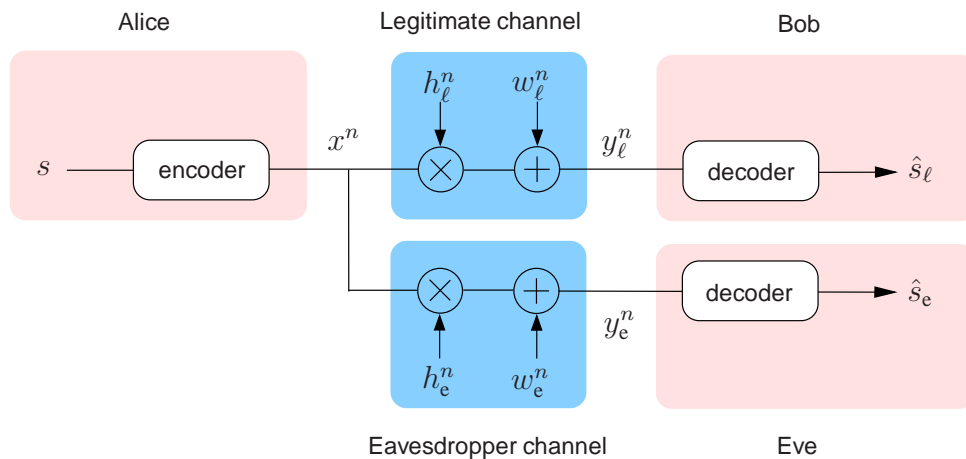 Alice
Legitimate channel
Bob
h_ℓ^n
w_ℓ^n
s
encoder
x^n
×
+
y_ℓ^n
decoder
ŝ_ℓ
×
+
y_e^n
decoder
ŝ_e
h_e^n
w_e^n
Eavesdropper channel
Eve